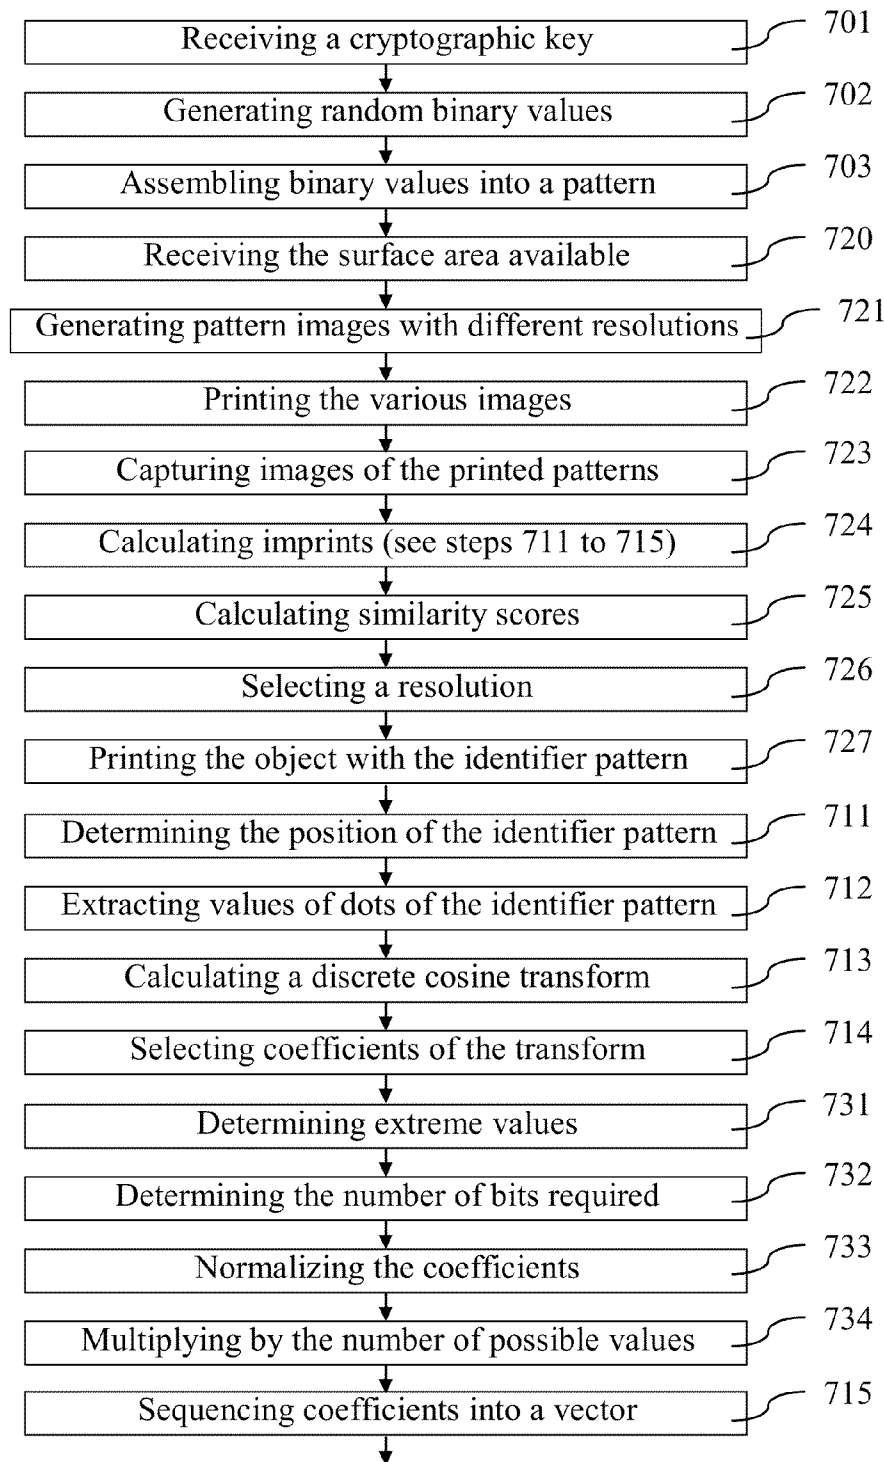 Receiving a cryptographic key 701
Generating random binary values 702
Assembling binary values into a pattern 703
Receiving the surface area available 720
Generating pattern images with different resolutions 721
Printing the various images 722
Capturing images of the printed patterns 723
Calculating imprints (see steps 711 to 715) 724
Calculating similarity scores 725
Selecting a resolution 726
Printing the object with the identifier pattern 727
Determining the position of the identifier pattern 711
Extracting values of dots of the identifier pattern 712
Calculating a discrete cosine transform 713
Selecting coefficients of the transform 714
Determining extreme values 731
Determining the number of bits required 732
Normalizing the coefficients 733
Multiplying by the number of possible values 734
Sequencing coefficients into a vector 715